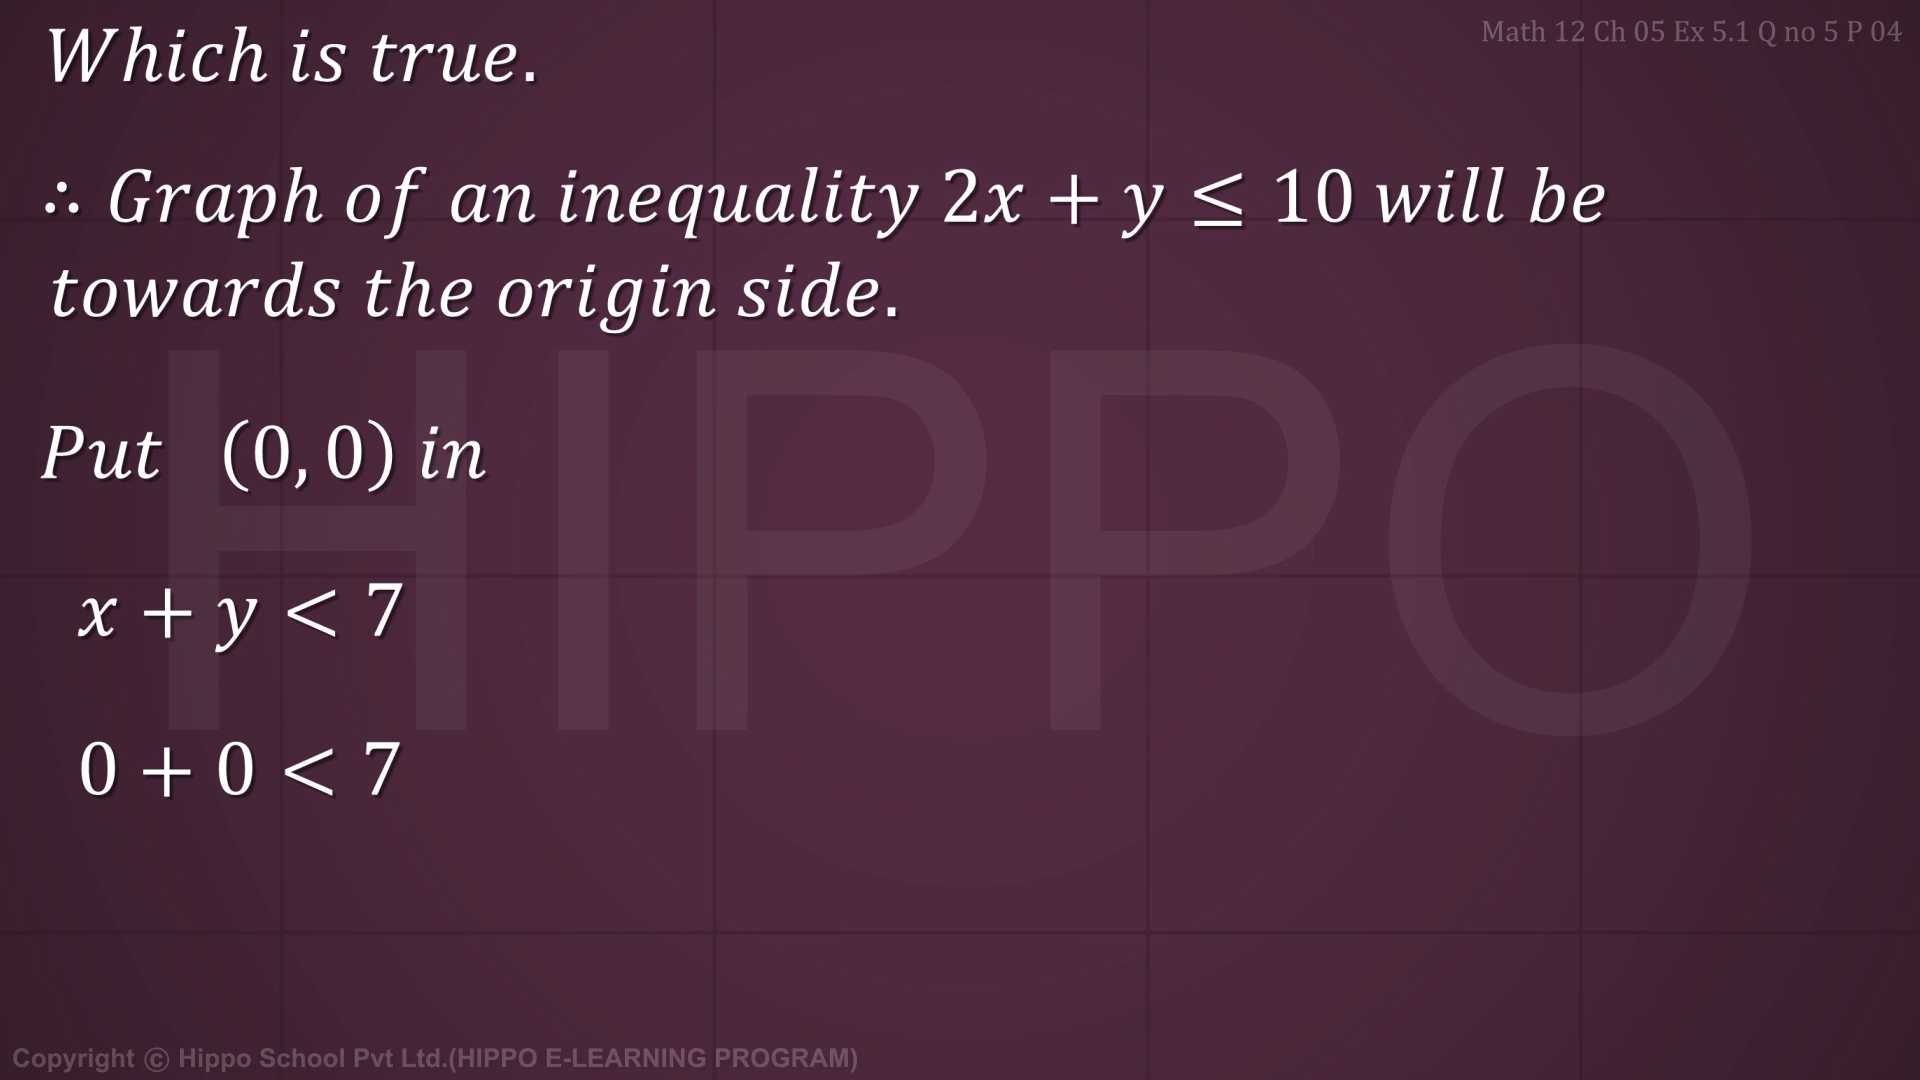 Which is true.
Math 12 Ch 05 Ex 5.1 Q no 5 P 04
∴ Graph of an inequality 2x + y ≤ 10 will be
towards the origin side.
HIPPO
Put (0, 0) in
x + y < 7
0 + 0 < 7
Copyright © Hippo School Pvt Ltd.(HIPPO E-LEARNING PROGRAM)